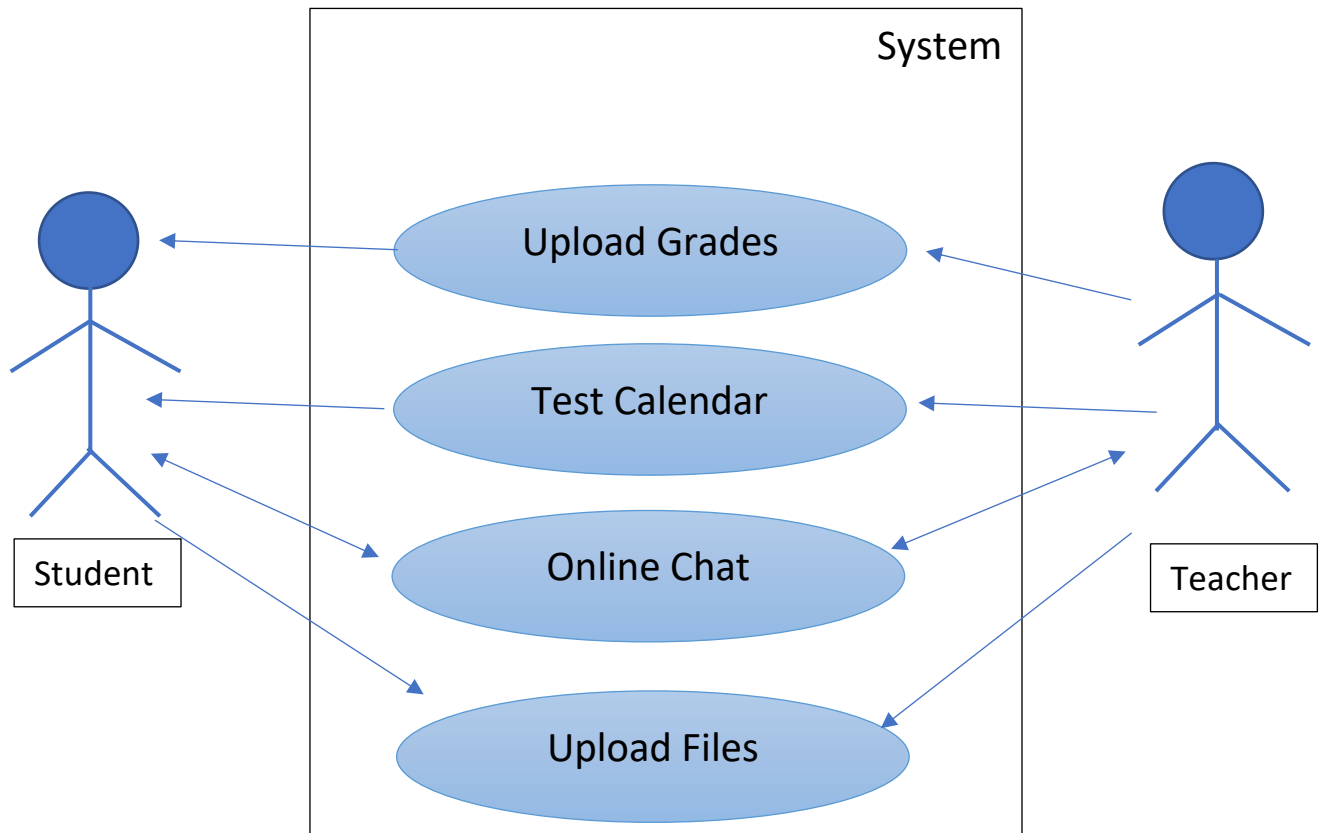 System
Upload Grades
Test Calendar
Online Chat
Student
Teacher
Upload Files